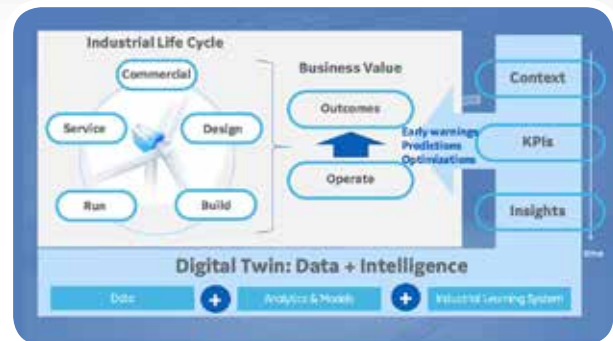 Industrial Life Cycle
Commercial
Service
Design
Run
Build
Business Value
Outcomes
Early warnings
Predictions
Optimizations
Operate
Context
KPIs
Insights
time
Digital Twin: Data + Intelligence
Data + Analytics & Models + Industrial Learning System